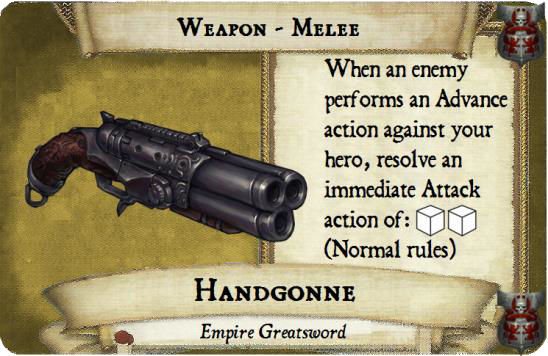 Weapon - Melee
When an enemy
performs an Advance
action against your
hero, resolve an
immediate Attack
action of:
(Normal rules)
Handgonne
Empire Greatsword